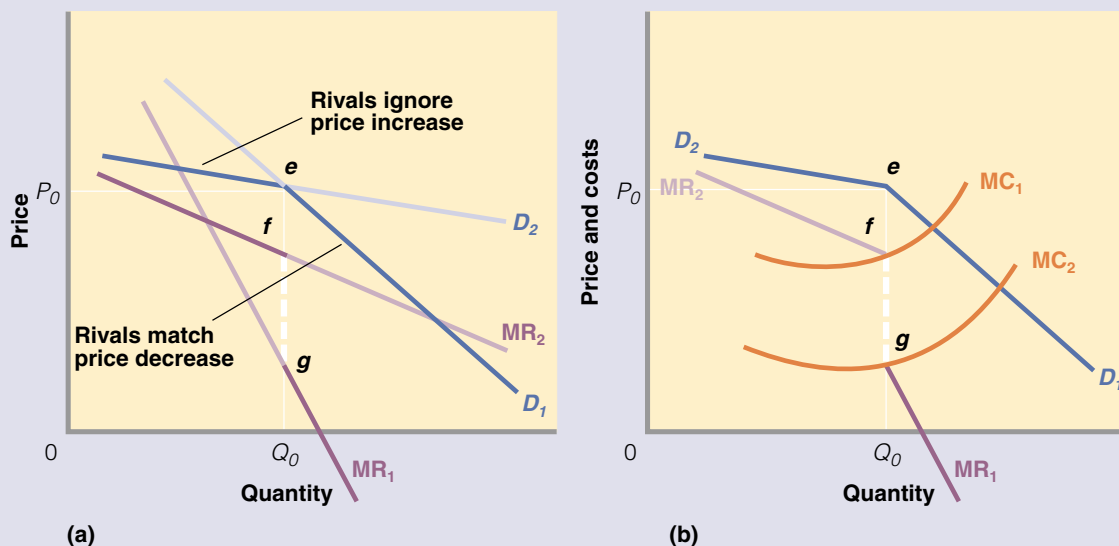 Price
P0
0
Rivals ignore
price increase
e
f
g
D2
MR2
D1
MR1
Rivals match
price decrease
Q0
Quantity
(a)
Price and costs
P0
0
D2
MR2
e
f
g
MC1
MC2
D1
MR1
Q0
Quantity
(b)